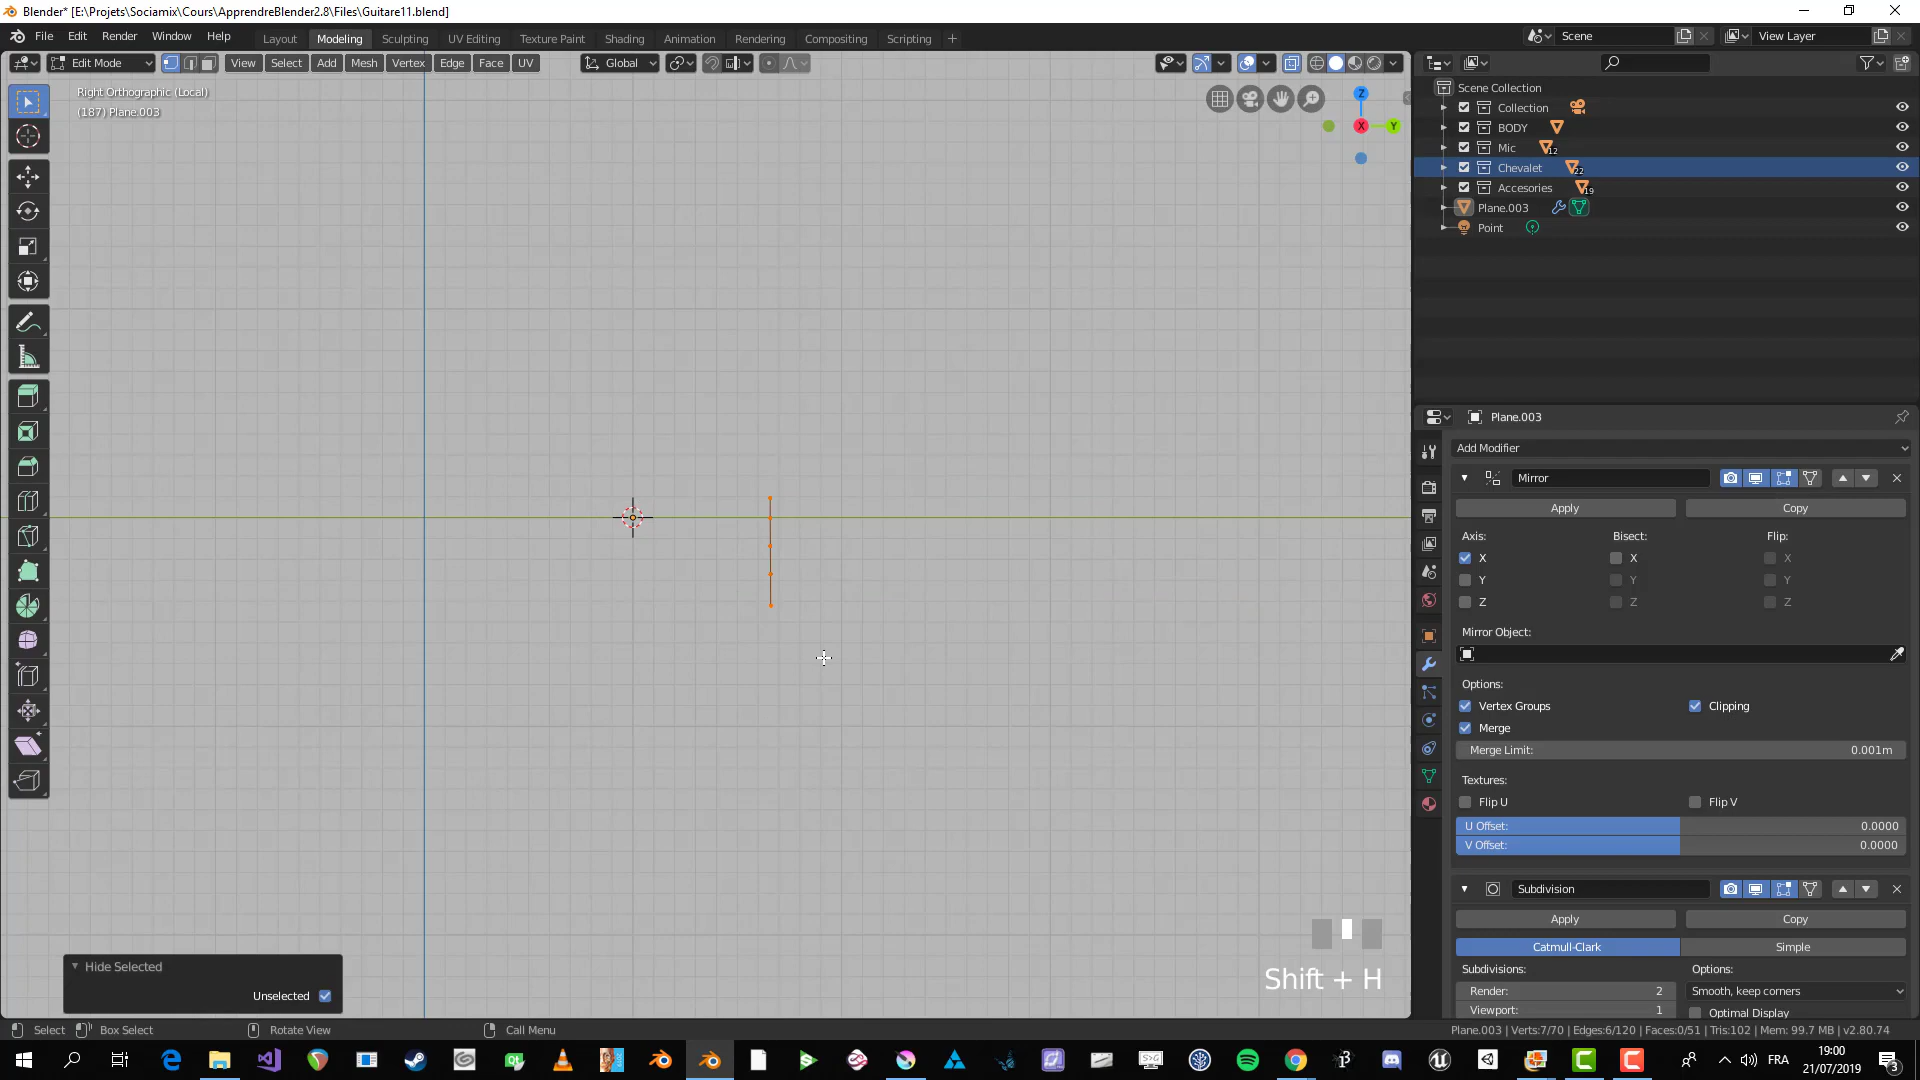 Blender* [E:\Projets\Sociamix\Cours\ApprendreBlender2.8\Files\Guitare11.blend]
File Edit Render Window Help Layout Modeling Sculpting UV Editing Texture Paint Shading Animation Rendering Compositing Scripting Scene View Layer
Edit Mode View Select Add Mesh Vertex Edge Face UV Global
Right Orthographic (Local)
(187) Plane.003
Z
X
Y
Scene Collection
Collection
BODY
Mic 12
Chevalet 22
Accesories 19
Plane.003
Point
Plane.003
Add Modifier
Mirror
Apply Copy
Axis: Bisect: Flip:
X X X
Y Y Y
Z Z Z
Mirror Object:
Options:
Vertex Groups Clipping
Merge
Merge Limit: 0.001m
Textures:
Flip U Flip V
U Offset: 0.0000
V Offset: 0.0000
Subdivision
Apply Copy
Catmull-Clark Simple
Subdivisions: Options:
Render: 2 Smooth, keep corners
Viewport: 1 Optimal Display
Shift + H
Hide Selected
Unselected
Select Box Select Rotate View Call Menu
Plane.003 | Verts:7/70 | Edges:6/120 | Faces:0/51 | Tris:102 | Mem: 99.7 MB | v2.80.74
FRA
19:00
21/07/2019
3